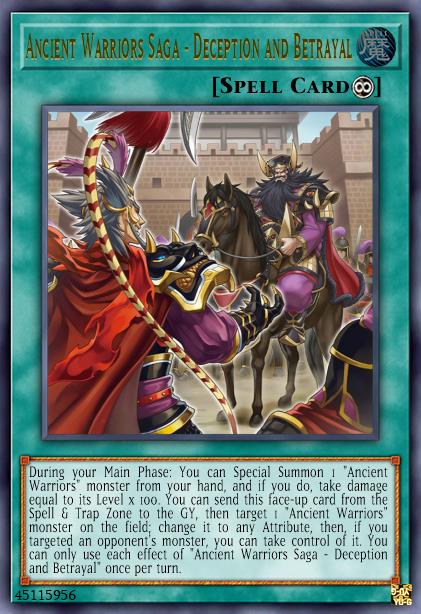 Ancient Warriors Saga - Deception and Betrayal
SPELL
魔
[Spell Card]
During your Main Phase: You can Special Summon 1 "Ancient
Warriors" monster from your hand, and if you do, take damage
equal to its Level x 100. You can send this face-up card from the
Spell & Trap Zone to the GY, then target 1 "Ancient Warriors"
monster on the field; change it to any Attribute, then, if you
targeted an opponent's monster, you can take control of it. You
can only use each effect of "Ancient Warriors Saga - Deception
and Betrayal" once per turn.
45115956